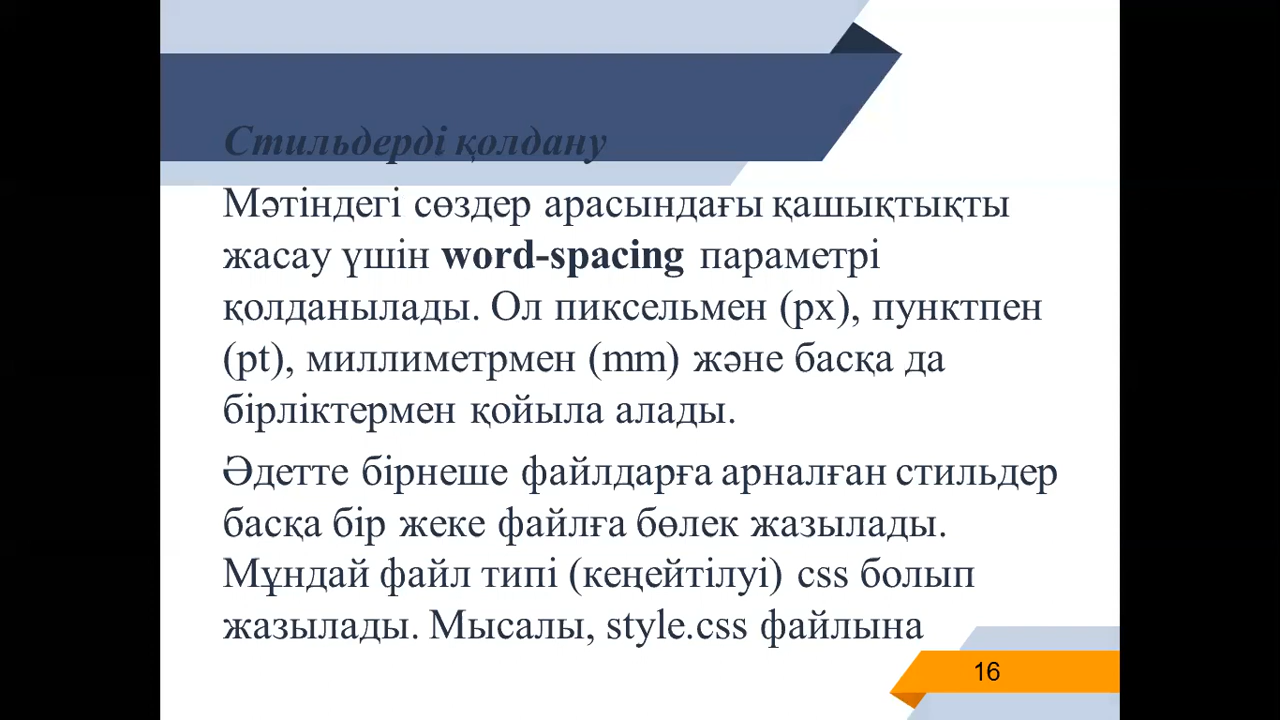 Стильдерді қолдану
Мәтіндегі сөздер арасындағы қашықтықты
жасау үшін word-spacing параметрі
қолданылады. Ол пиксельмен (px), пунктпен
(pt), миллиметрмен (mm) және басқа да
бірліктермен қойыла алады.
Әдетте бірнеше файлдарға арналған стильдер
басқа бір жеке файлға бөлек жазылады.
Мұндай файл типі (кеңейтілуі) css болып
жазылады. Мысалы, style.css файлына
16